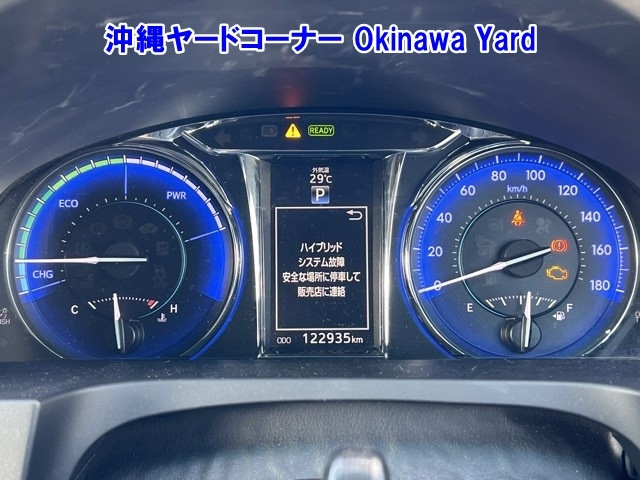 沖縄ヤードコーナー Okinawa Yard
READY
外気温
29℃
P
ECO
PWR
CHG
C
H
ハイブリッド
システム故障
安全な場所に停車して
販売店に連絡
ODO 122935km
0
20
40
60
80
100
120
140
160
180
km/h
E
F